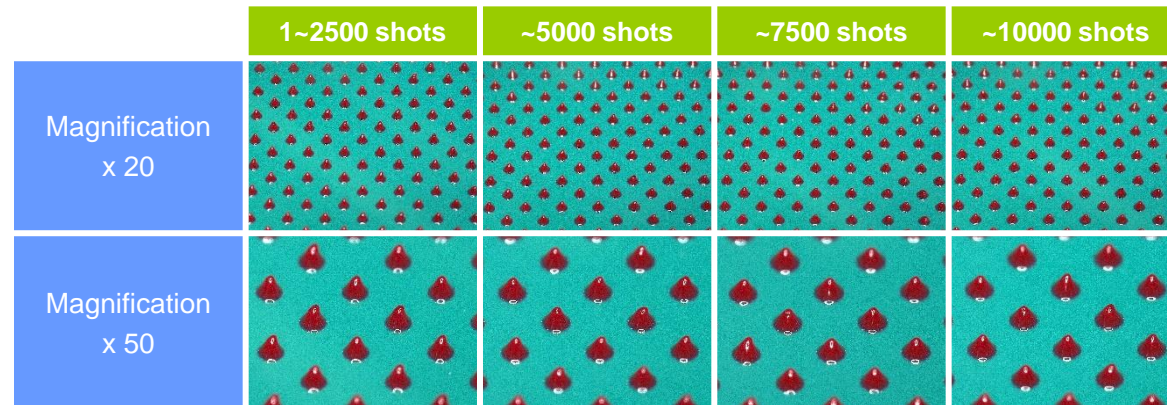 1~2500 shots
~5000 shots
~7500 shots
~10000 shots
Magnification
x 20
Magnification
x 50